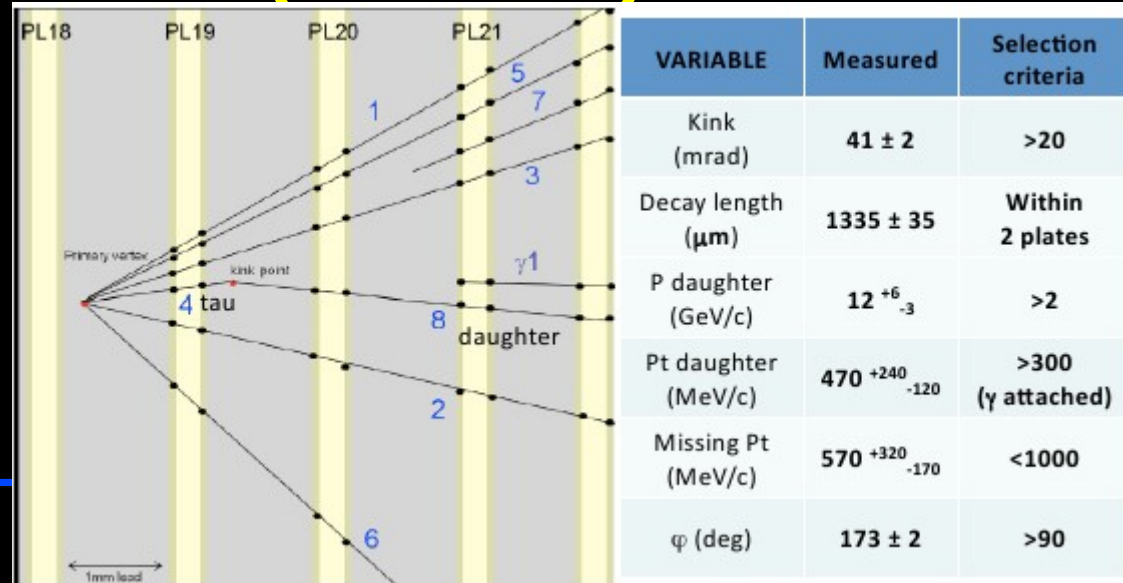 PL18 PL19 PL20 PL21
5
1
7
3
Primary vertex
kink point
γ1
4 tau
8
daughter
2
6
1mm lead
VARIABLE Measured Selection criteria
Kink (mrad) 41 ± 2 >20
Decay length (μm) 1335 ± 35 Within 2 plates
P daughter (GeV/c) 12 +6 -3 >2
Pt daughter (MeV/c) 470 +240 -120 >300 (γ attached)
Missing Pt (MeV/c) 570 +320 -170 <1000
φ (deg) 173 ± 2 >90